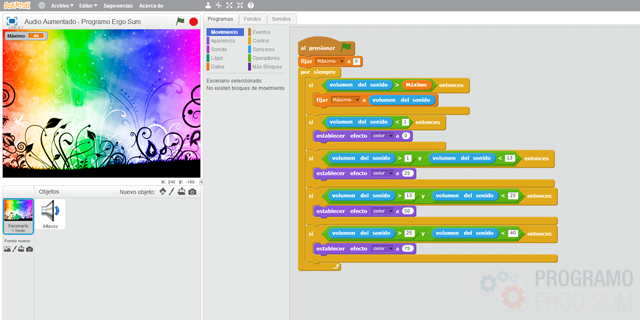 SCRATCH
Archivo
Editar
Sugerencias
Acerca de
Audio Aumentado - Programo Ergo Sum
Programas
Fondos
Sonidos
Máximo
Movimiento
Eventos
Apariencia
Control
Sonido
Sensores
Lápiz
Operadores
Datos
Más Bloques
Escenario seleccionado:
No existen bloques de movimiento
al presionar
fijar Máximo a 0
por siempre
si volumen del sonido > Máximo entonces
fijar Máximo a volumen del sonido
si volumen del sonido < 1 entonces
establecer efecto color a 0
si volumen del sonido > 1 y volumen del sonido < 13 entonces
establecer efecto color a 25
si volumen del sonido > 13 y volumen del sonido < 25 entonces
establecer efecto color a 50
si volumen del sonido > 25 y volumen del sonido < 40 entonces
establecer efecto color a 75
X: 240 Y: -180
Objetos
Nuevo objeto:
Escenario
Fondo nuevo:
Altavoz
PROGRAMO
ERGO SUM